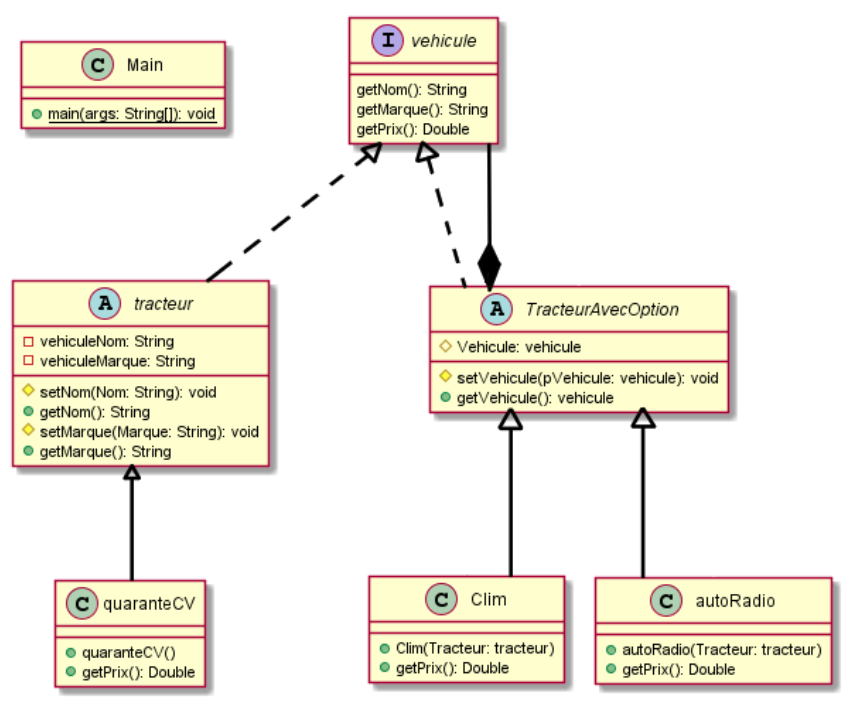 C Main
main(args: String[]): void
I vehicule
getNom(): String
getMarque(): String
getPrix(): Double
A tracteur
vehiculeNom: String
vehiculeMarque: String
setNom(Nom: String): void
getNom(): String
setMarque(Marque: String): void
getMarque(): String
A TracteurAvecOption
Vehicule: vehicule
setVehicule(pVehicule: vehicule): void
getVehicule(): vehicule
C quaranteCV
quaranteCV()
getPrix(): Double
C Clim
Clim(Tracteur: tracteur)
getPrix(): Double
C autoRadio
autoRadio(Tracteur: tracteur)
getPrix(): Double